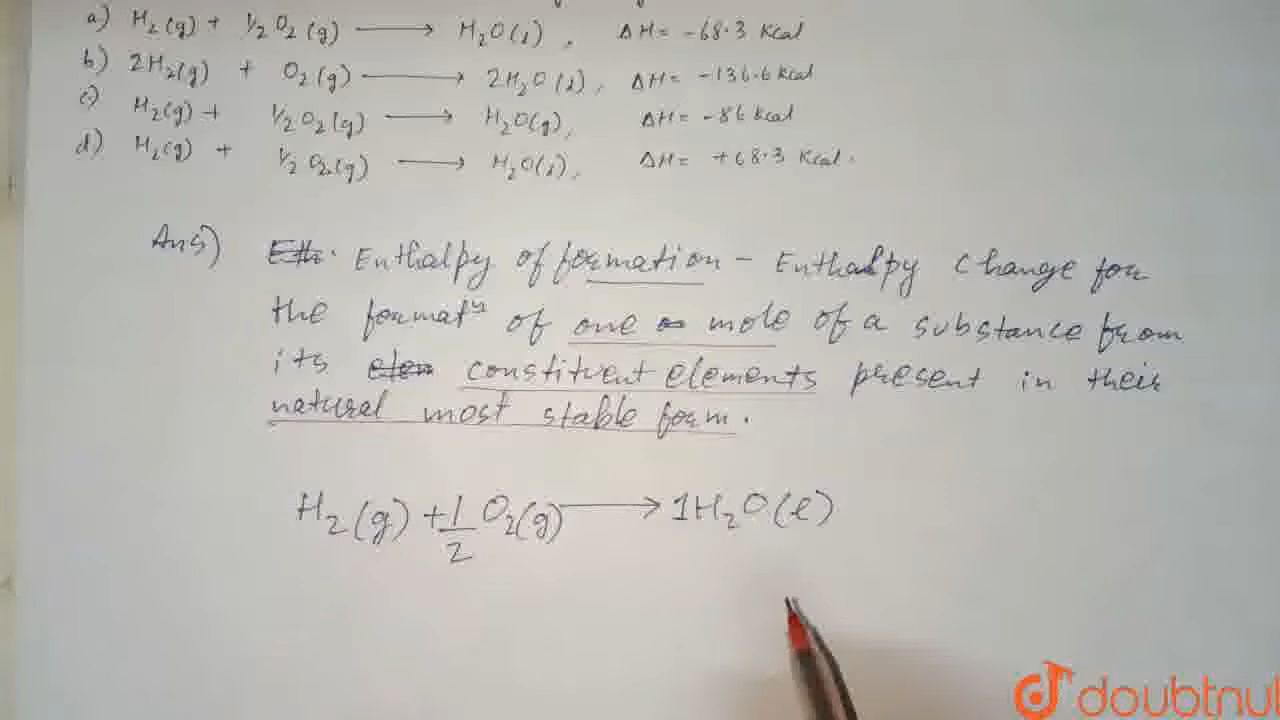 a) H₂(g) + 1/2 O₂(g) ⟶ H₂O(l), ΔH = -68.3 Kcal
b) 2H₂(g) + O₂(g) ⟶ 2H₂O(l), ΔH = -136.6 Kcal
c) H₂(g) + 1/2 O₂(g) ⟶ H₂O(g), ΔH = -86 Kcal
d) H₂(g) + 1/2 O₂(g) ⟶ H₂O(l), ΔH = +68.3 Kcal.
Ans) Enthalpy of formation - Enthalpy change for
the formatⁿ of one mole of a substance from
its constituent elements present in their
natural most stable form.
H₂(g) + 1/2 O₂(g) ⟶ 1H₂O(l)
doubtnut